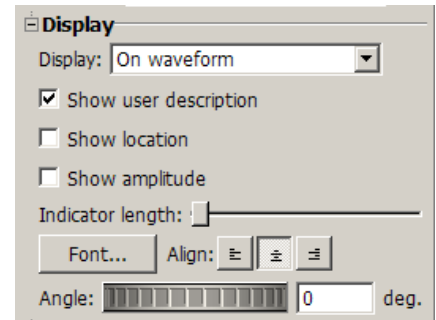 Display
Display: On waveform
Show user description
Show location
Show amplitude
Indicator length:
Font... Align:
Angle: 0 deg.